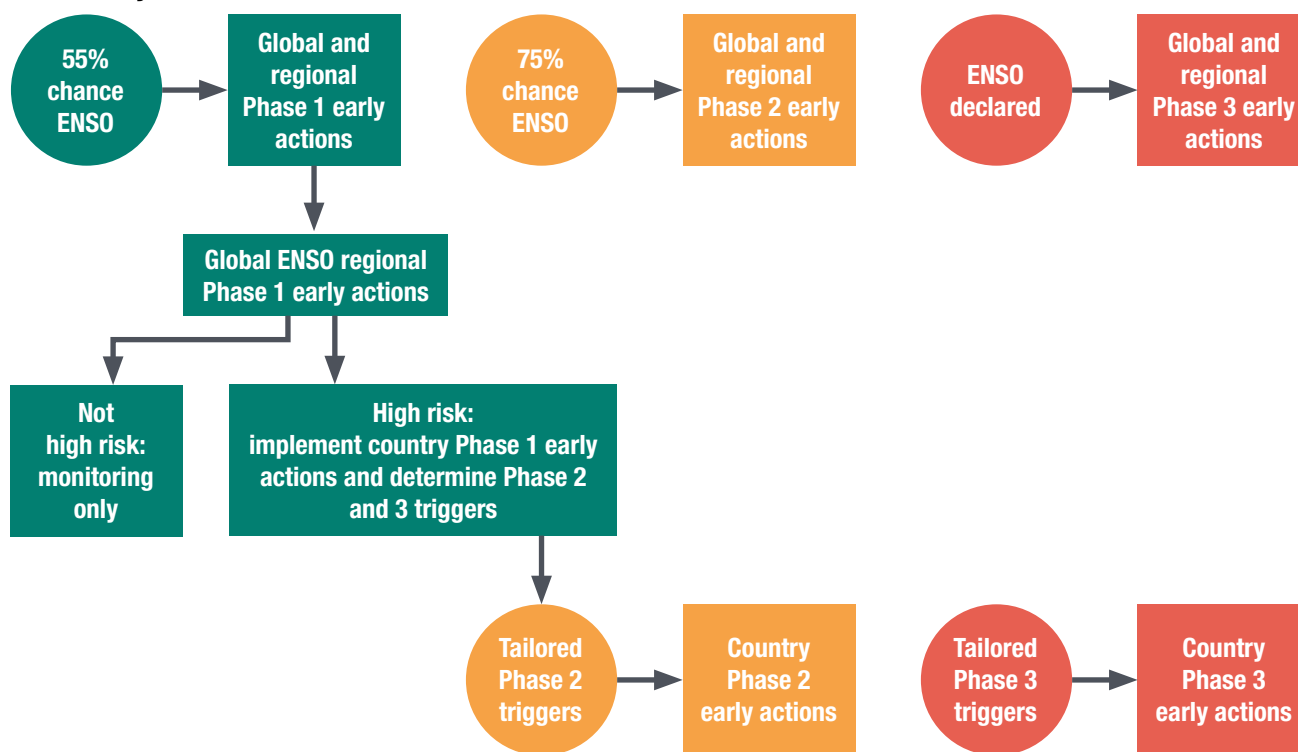 55%
chance
ENSO
Global and
regional
Phase 1 early
actions
75%
chance
ENSO
Global and
regional
Phase 2 early
actions
ENSO
declared
Global and
regional
Phase 3 early
actions
Global ENSO regional
Phase 1 early actions
Not
high risk:
monitoring
only
High risk:
implement country Phase 1 early
actions and determine Phase 2
and 3 triggers
Tailored
Phase 2
triggers
Country
Phase 2
early actions
Tailored
Phase 3
triggers
Country
Phase 3
early actions